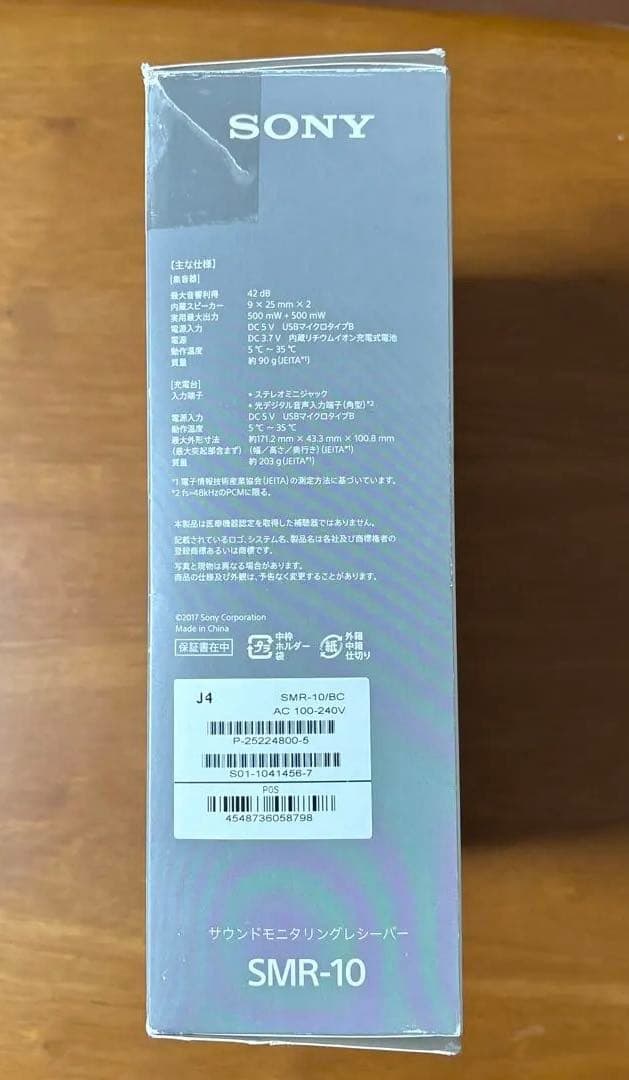 SONY
【主な仕様】
[集音器]
最大音響利得 42 dB
内蔵スピーカー 9 × 25 mm × 2
実用最大出力 500 mW + 500 mW
電源入力 DC 5 V USBマイクロタイプB
電源 DC 3.7 V 内蔵リチウムイオン充電式電池
動作温度 5 ℃ ～ 35 ℃
質量 約 90 g (JEITA*1)
[充電台]
入力端子 • ステレオミニジャック
• 光デジタル音声入力端子(角型)*2
電源入力 DC 5 V USBマイクロタイプB
動作温度 5 ℃ ～ 35 ℃
最大外形寸法 約171.2 mm × 43.3 mm × 100.8 mm
(最大突起部含まず) (幅／高さ／奥行き) (JEITA*1)
質量 約 203 g (JEITA*1)
*1 電子情報技術産業協会(JEITA)の測定方法に基づいています。
*2 fs=48kHzのPCMに限る。
本製品は医療機器認定を取得した補聴器ではありません。
記載されているロゴ、システム名、製品名は各社及び商標権者の
登録商標あるいは商標です。
写真と現物は異なる場合があります。
商品の仕様及び外観は、予告なく変更することがあります。
©2017 Sony Corporation
Made in China
保証書在中
プラ
中枠
ホルダー
袋
紙
外箱
中箱
仕切り
J4 SMR-10/BC
AC 100-240V
P-25224800-5
S01-1041456-7
POS
4548736058798
サウンドモニタリングレシーバー
SMR-10